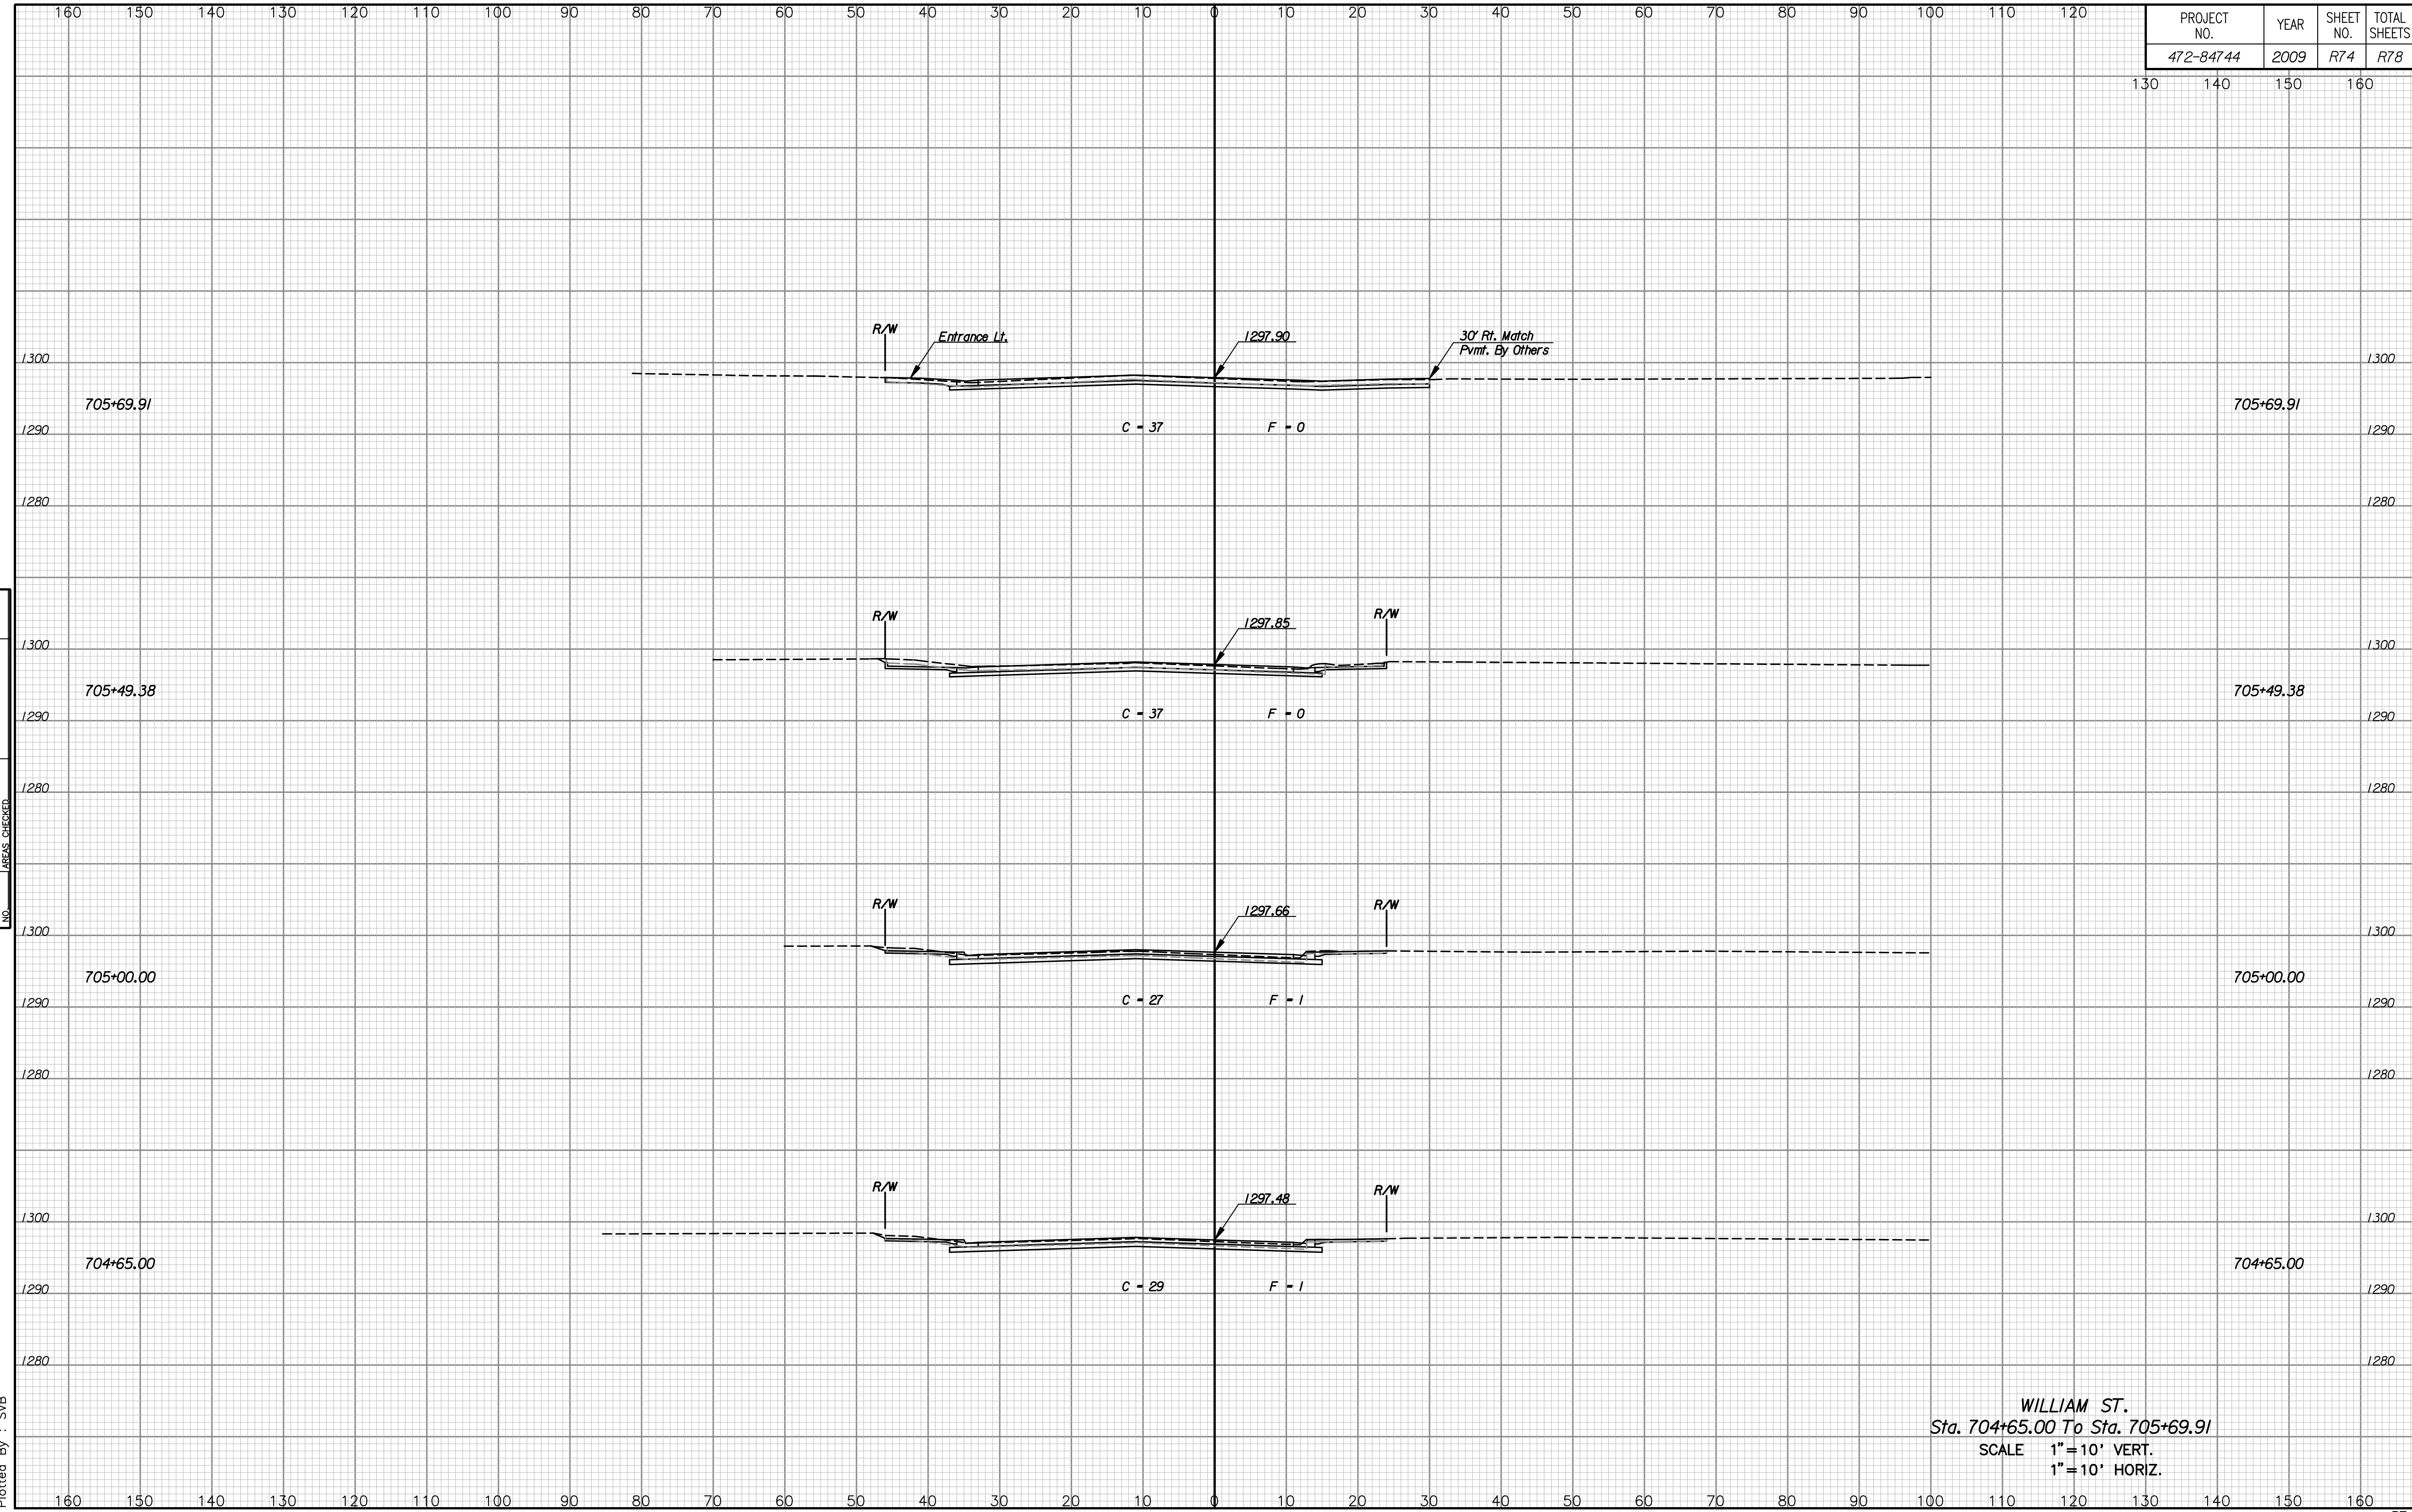 160 150 140 130 120 110 100 90 80 70 60 50 40 30 20 10 0 10 20 30 40 50 60 70 80 90 100 110 120
PROJECT NO. YEAR SHEET NO. TOTAL SHEETS
472-84744 2009 R74 R78
130 140 150 160
R/W Entrance Lt. 1297.90 30' Rt. Match
Pvmt. By Others
1300 1300
705+69.91 705+69.91
C = 37 F = 0
1290 1290
1280 1280
R/W 1297.85 R/W
1300 1300
705+49.38 705+49.38
C = 37 F = 0
1290 1290
1280 1280
AREAS CHECKED
NO.
R/W 1297.66 R/W
1300 1300
705+00.00 705+00.00
C = 27 F = 1
1290 1290
1280 1280
R/W 1297.48 R/W
1300 1300
704+65.00 704+65.00
C = 29 F = 1
1290 1290
1280 1280
Plotted By : SVB
WILLIAM ST.
Sta. 704+65.00 To Sta. 705+69.91
SCALE 1"=10' VERT.
1"=10' HORIZ.
160 150 140 130 120 110 100 90 80 70 60 50 40 30 20 10 0 10 20 30 40 50 60 70 80 90 100 110 120 130 140 150 160